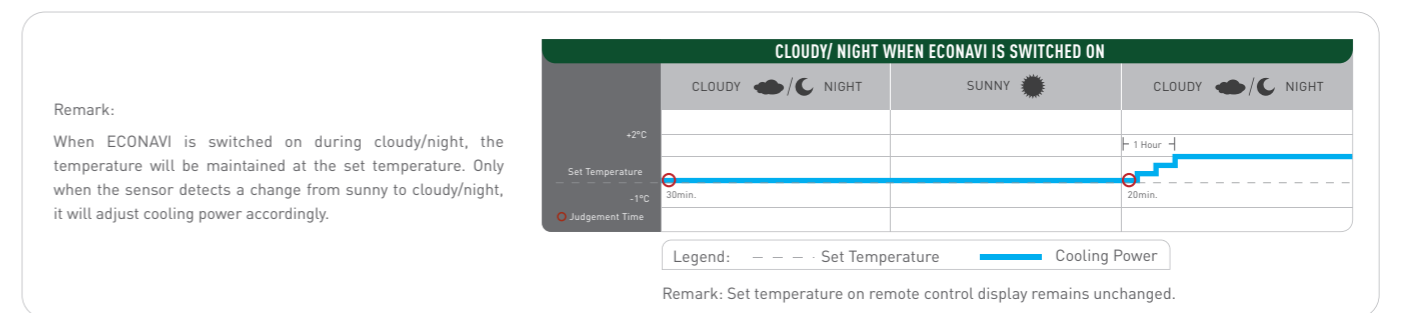 Remark:
When ECONAVI is switched on during cloudy/night, the
temperature will be maintained at the set temperature. Only
when the sensor detects a change from sunny to cloudy/night,
it will adjust cooling power accordingly.
CLOUDY/ NIGHT WHEN ECONAVI IS SWITCHED ON
CLOUDY / NIGHT
SUNNY
CLOUDY / NIGHT
+2°C
1 Hour
Set Temperature
-1°C
30min.
20min.
Judgement Time
Legend: Set Temperature Cooling Power
Remark: Set temperature on remote control display remains unchanged.